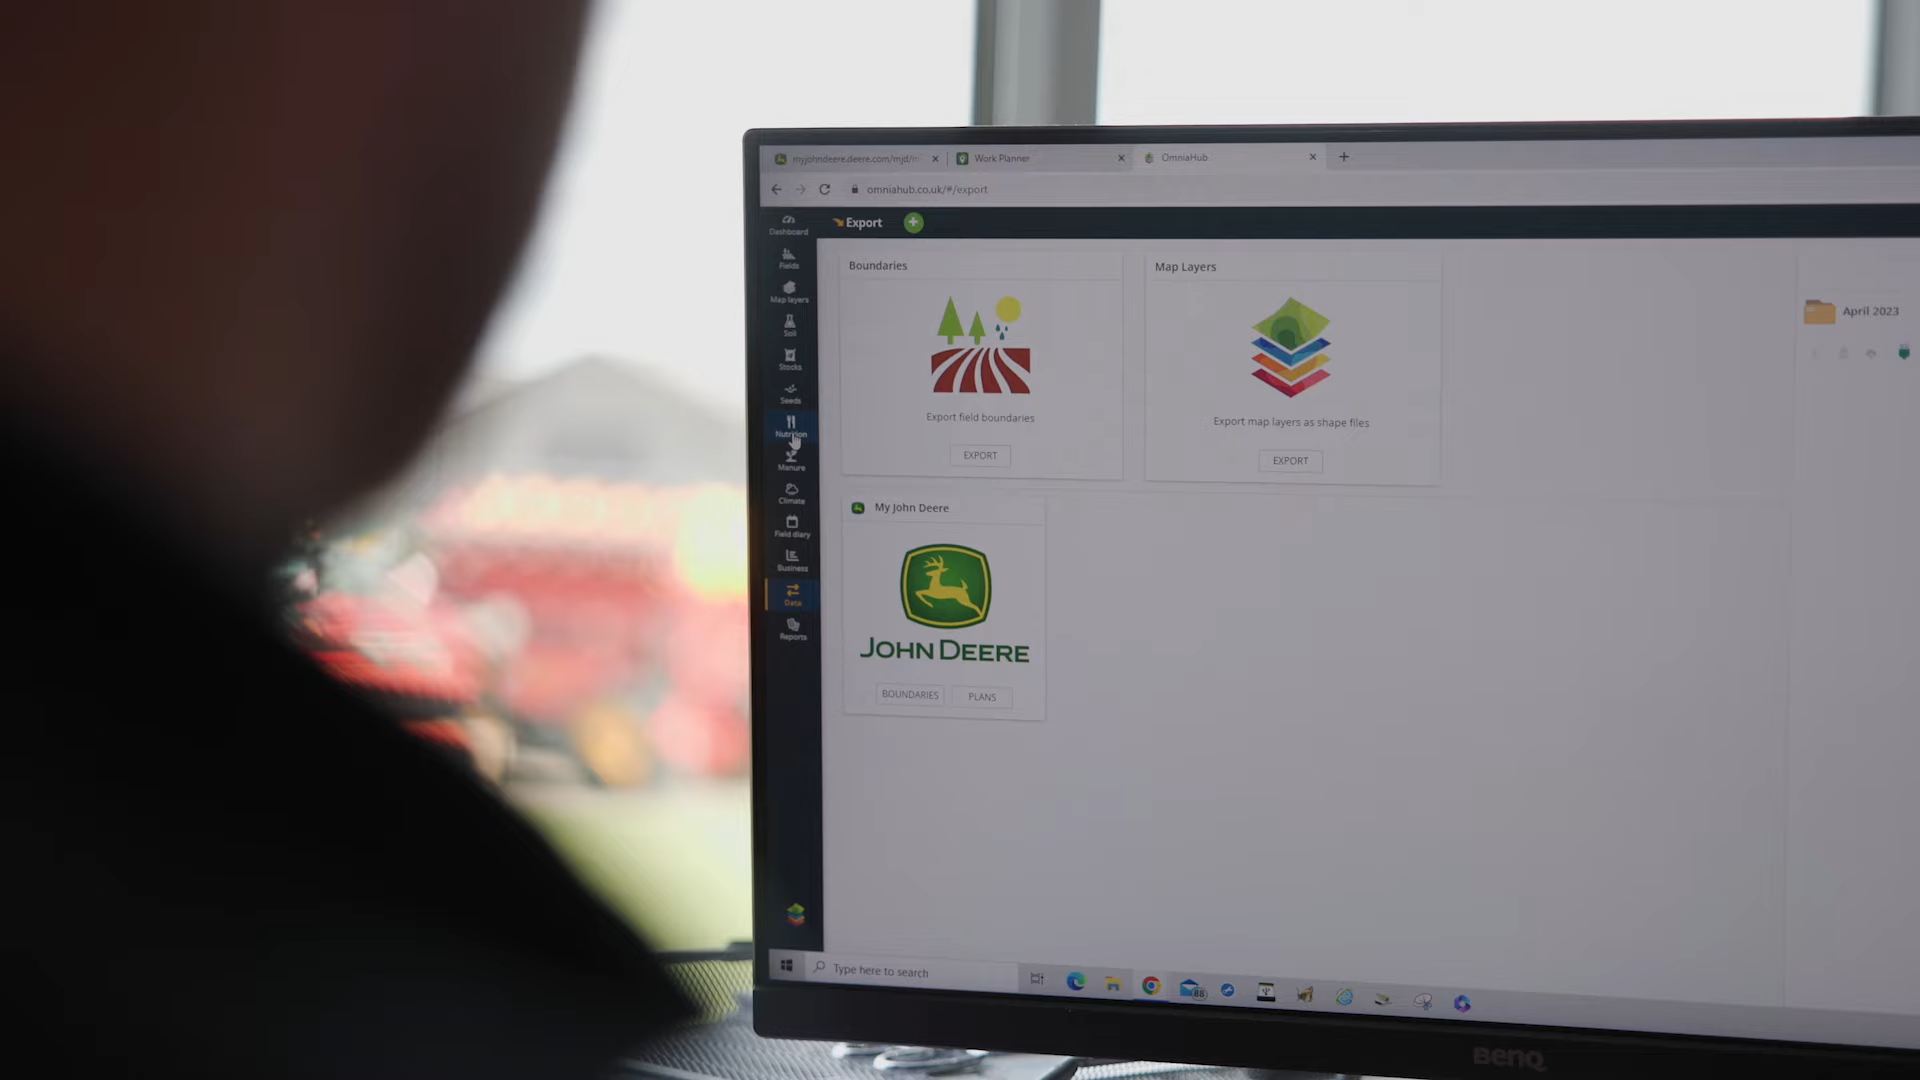 myjohndeere.deere.com/mjd/m
Work Planner
OmniaHub
omniahub.co.uk/#/export
Export
Dashboard
Fields
Map layers
Soil
Stocks
Seeds
Nutrition
Manure
Climate
Field diary
Business
Data
Reports
Boundaries
Export field boundaries
EXPORT
Map Layers
Export map layers as shape files
EXPORT
My John Deere
JOHN DEERE
BOUNDARIES
PLANS
April 2023
Type here to search
88
BenQ